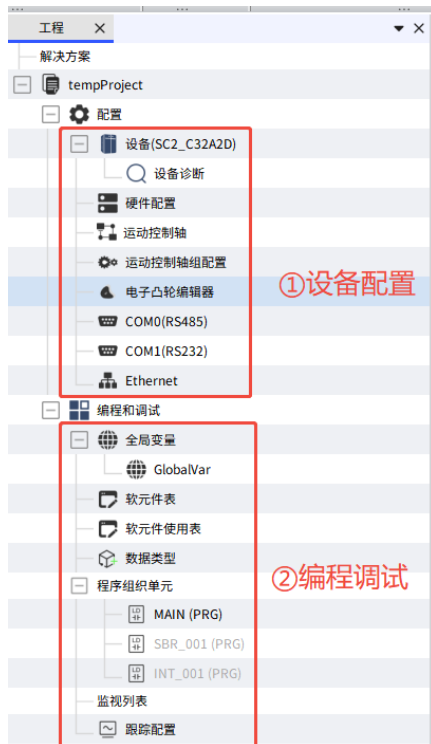 工程
解决方案
tempProject
配置
设备(SC2_C32A2D)
设备诊断
硬件配置
运动控制轴
运动控制轴组配置
电子凸轮编辑器
①设备配置
COM0(RS485)
COM1(RS232)
Ethernet
编程和调试
全局变量
GlobalVar
软元件表
软元件使用表
数据类型
②编程调试
程序组织单元
LD MAIN (PRG)
LD SBR_001 (PRG)
LD INT_001 (PRG)
监视列表
跟踪配置